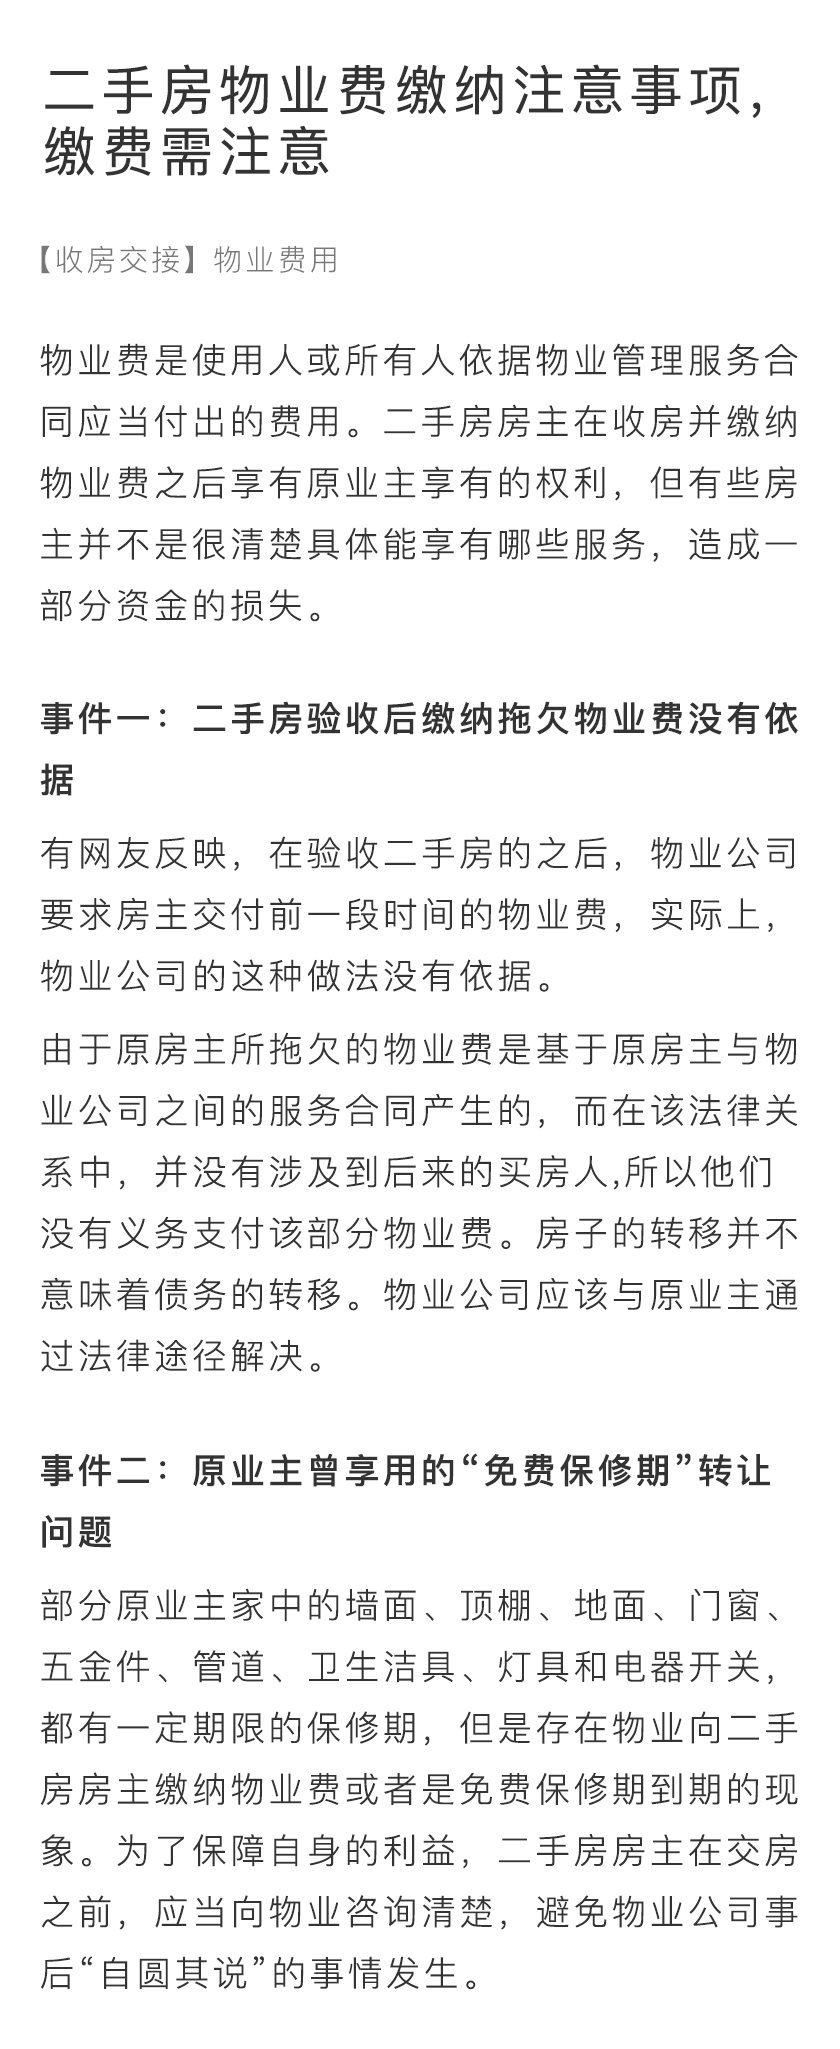 二手房物业费缴纳注意事项，
缴费需注意
【收房交接】物业费用
物业费是使用人或所有人依据物业管理服务合
同应当付出的费用。二手房房主在收房并缴纳
物业费之后享有原业主享有的权利，但有些房
主并不是很清楚具体能享有哪些服务，造成一
部分资金的损失。
事件一：二手房验收后缴纳拖欠物业费没有依
据
有网友反映，在验收二手房的之后，物业公司
要求房主交付前一段时间的物业费，实际上，
物业公司的这种做法没有依据。
由于原房主所拖欠的物业费是基于原房主与物
业公司之间的服务合同产生的，而在该法律关
系中，并没有涉及到后来的买房人,所以他们
没有义务支付该部分物业费。房子的转移并不
意味着债务的转移。物业公司应该与原业主通
过法律途径解决。
事件二：原业主曾享用的“免费保修期”转让
问题
部分原业主家中的墙面、顶棚、地面、门窗、
五金件、管道、卫生洁具、灯具和电器开关，
都有一定期限的保修期，但是存在物业向二手
房房主缴纳物业费或者是免费保修期到期的现
象。为了保障自身的利益，二手房房主在交房
之前，应当向物业咨询清楚，避免物业公司事
后“自圆其说”的事情发生。